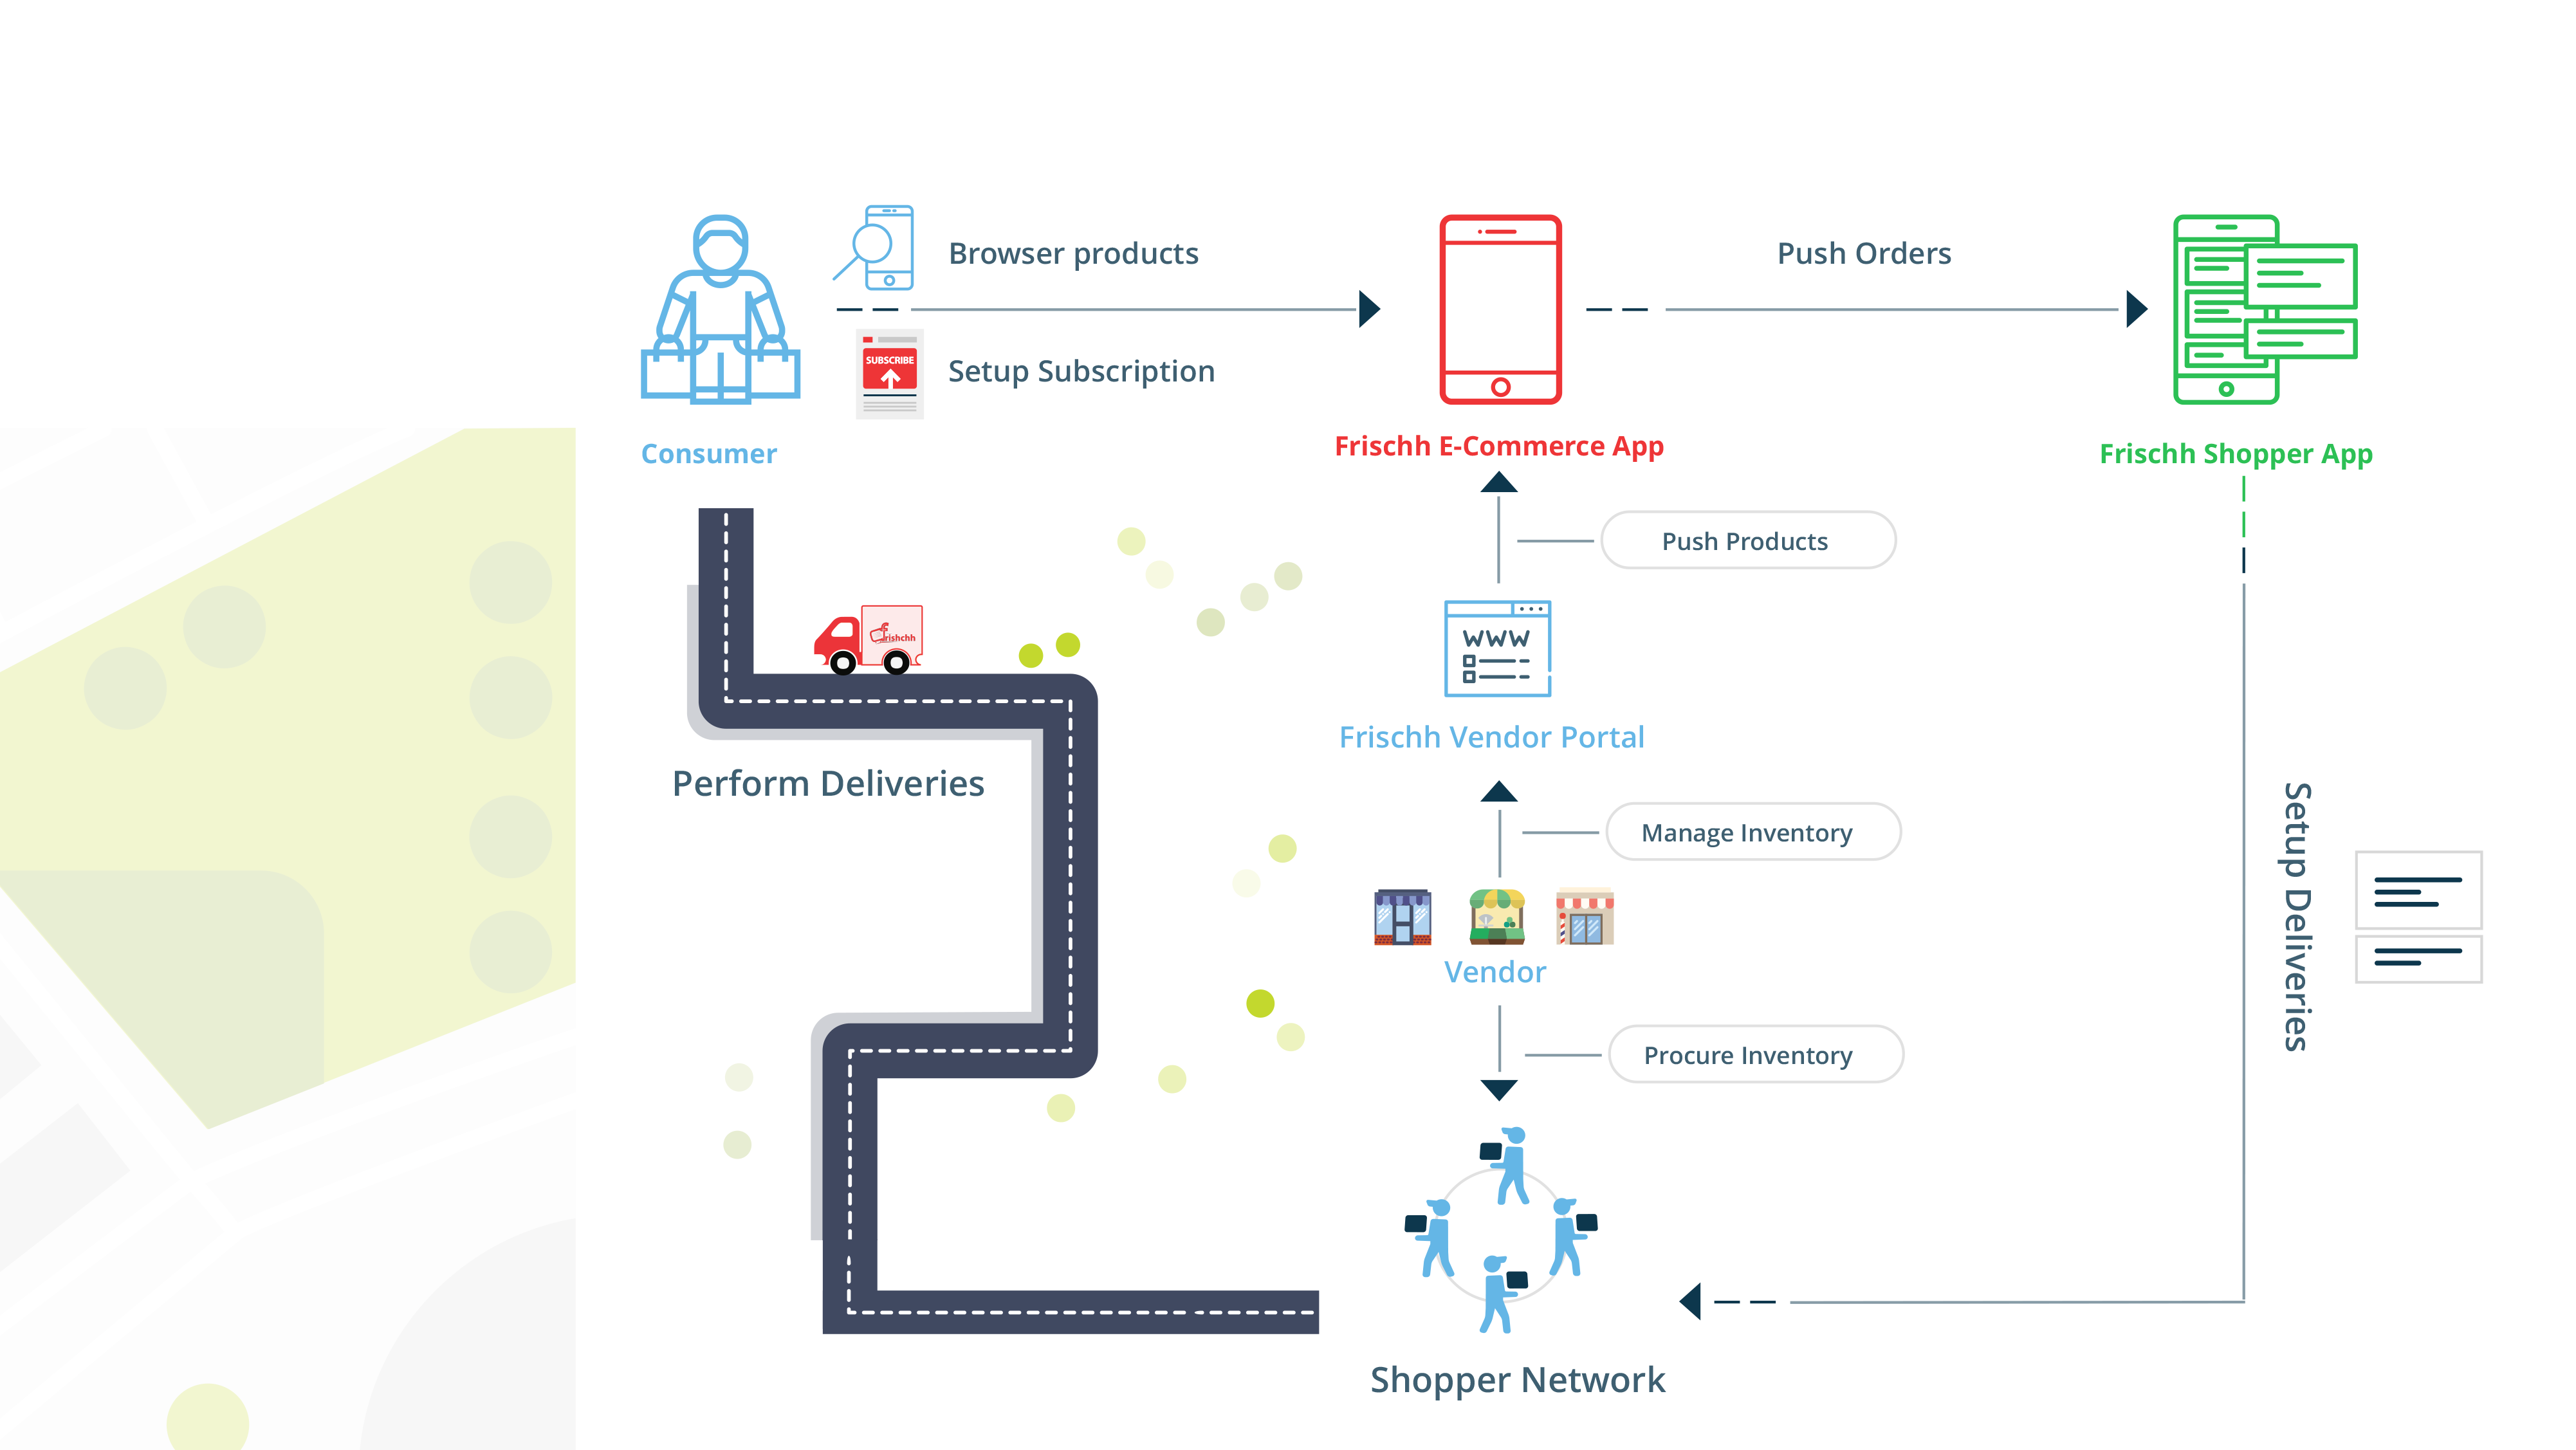 Browser products
Push Orders
SUBSCRIBE
Setup Subscription
Consumer
Frischh E-Commerce App
Frischh Shopper App
Push Products
frishchh
WWW
Frischh Vendor Portal
Perform Deliveries
Manage Inventory
Setup Deliveries
Vendor
Procure Inventory
Shopper Network